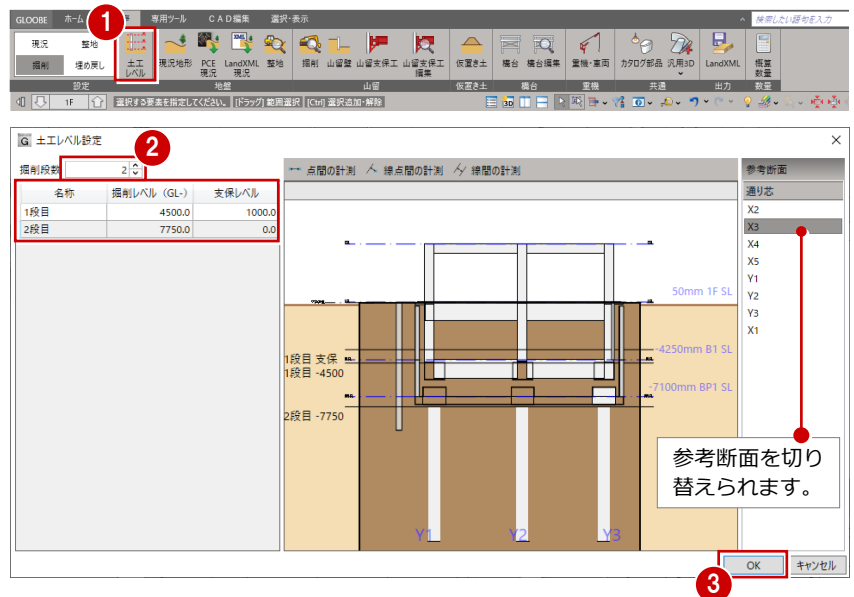 GLOOBE ホーム 1 専用ツール CAD編集 選択・表示 検索したい語句を入力
現況 整地 掘削 埋め戻し
土工レベル 現況地形 PCE現況 LandXML現況 整地 掘削 山留壁 山留支保工 山留支保工編集 仮置き土 構台 構台編集 重機・車両 カタログ部品 汎用3D LandXML 概算数量
設定 地盤 山留 仮置き土 構台 重機 共通 出力 数量
1F 選択する要素を指定してください。 [ドラッグ] 範囲選択 [Ctrl] 選択追加・解除
G 土工レベル設定
2
掘削段数 2
点間の計測 線点間の計測 線間の計測
参考断面
名称 掘削レベル (GL-) 支保レベル
1段目 4500.0 1000.0
2段目 7750.0 0.0
通り芯
X2
X3
X4
X5
Y1
Y2
Y3
X1
50mm 1F SL
-4250mm B1 SL
1段目 支保
1段目 -4500
-7100mm BP1 SL
2段目 -7750
Y1 Y2 Y3
参考断面を切り
替えられます。
OK キャンセル
3